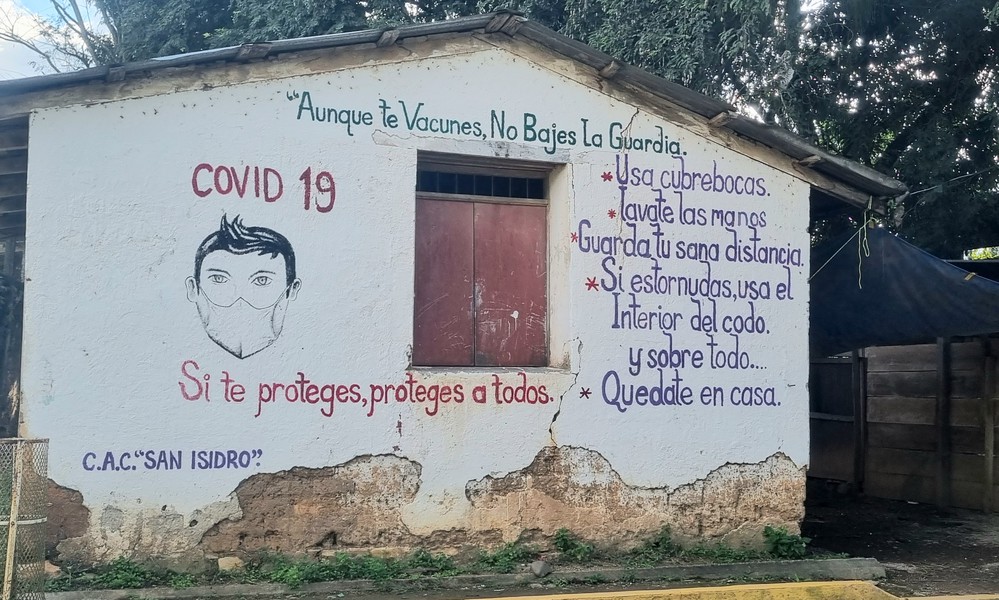 “Aunque te Vacunes, No Bajes La Guardia.
COVID 19
Si te proteges, proteges a todos.
C.A.C. “SAN ISIDRO”
* Usa cubrebocas.
* Lavate las manos
* Guarda tu sana distancia.
* Si estornudas, usa el
Interior del codo.
y sobre todo....
* Quedate en casa.